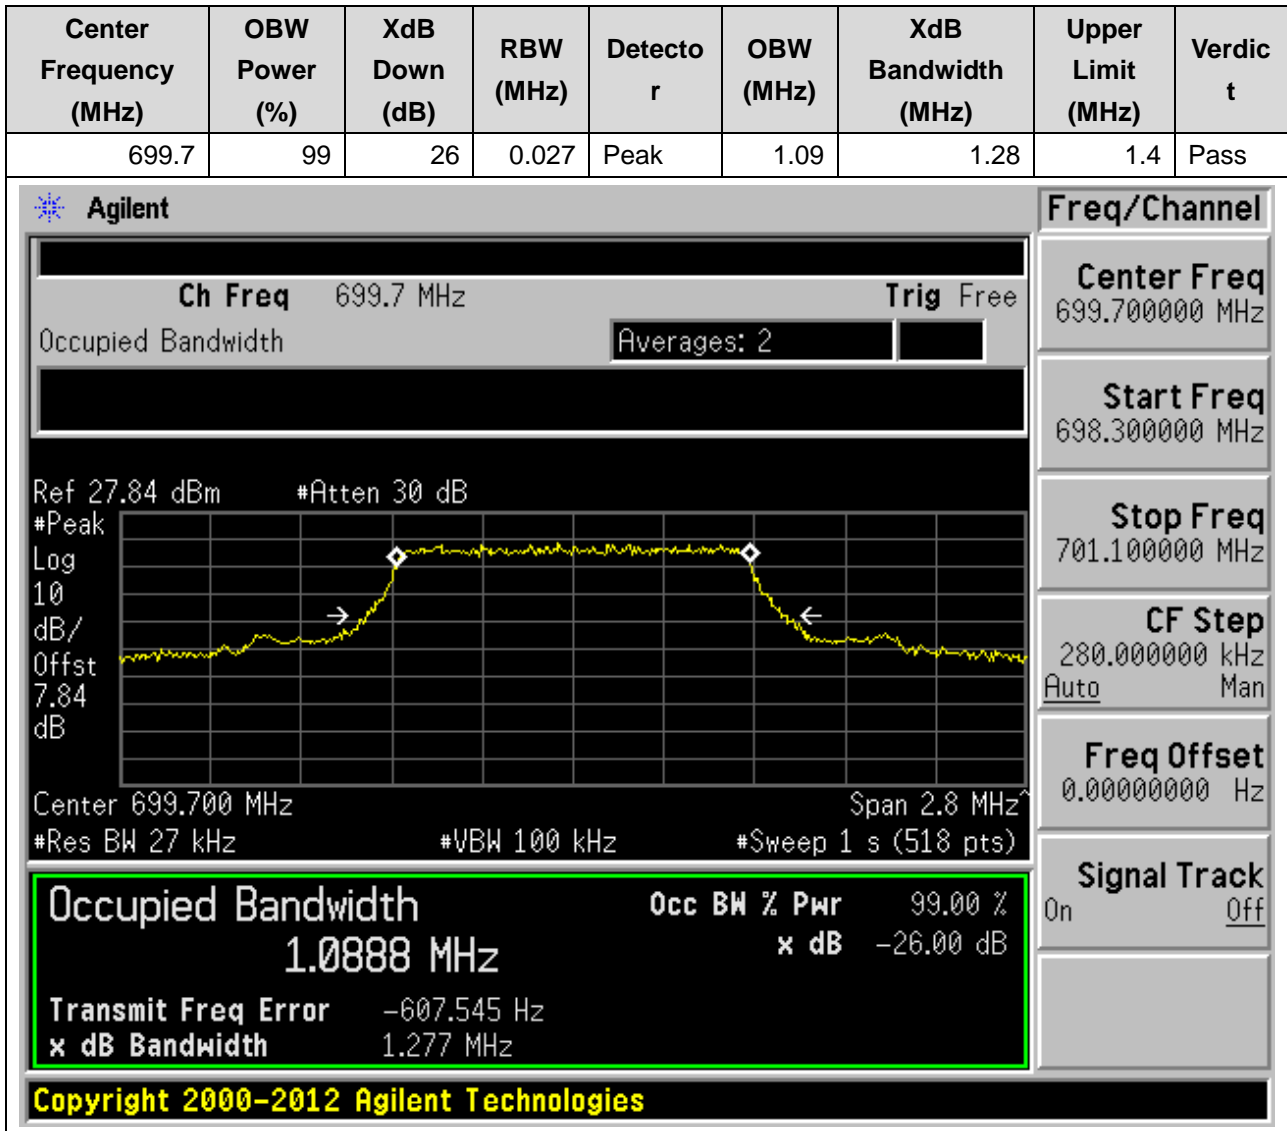 Center Frequency (MHz) OBW Power (%) XdB Down (dB) RBW (MHz) Detecto r OBW (MHz) XdB Bandwidth (MHz) Upper Limit (MHz) Verdic t
699.7 99 26 0.027 Peak 1.09 1.28 1.4 Pass
Agilent
Ch Freq 699.7 MHz Trig Free
Occupied Bandwidth Averages: 2
Ref 27.84 dBm #Atten 30 dB
#Peak
Log
10
dB/
Offst
7.84
dB
Center 699.700 MHz Span 2.8 MHz^
#Res BW 27 kHz #VBW 100 kHz #Sweep 1 s (518 pts)
Occupied Bandwidth Occ BW % Pwr 99.00 %
1.0888 MHz x dB -26.00 dB
Transmit Freq Error -607.545 Hz
x dB Bandwidth 1.277 MHz
Copyright 2000-2012 Agilent Technologies
Freq/Channel
Center Freq
699.700000 MHz
Start Freq
698.300000 MHz
Stop Freq
701.100000 MHz
CF Step
280.000000 kHz
Auto Man
Freq Offset
0.00000000 Hz
Signal Track
On Off